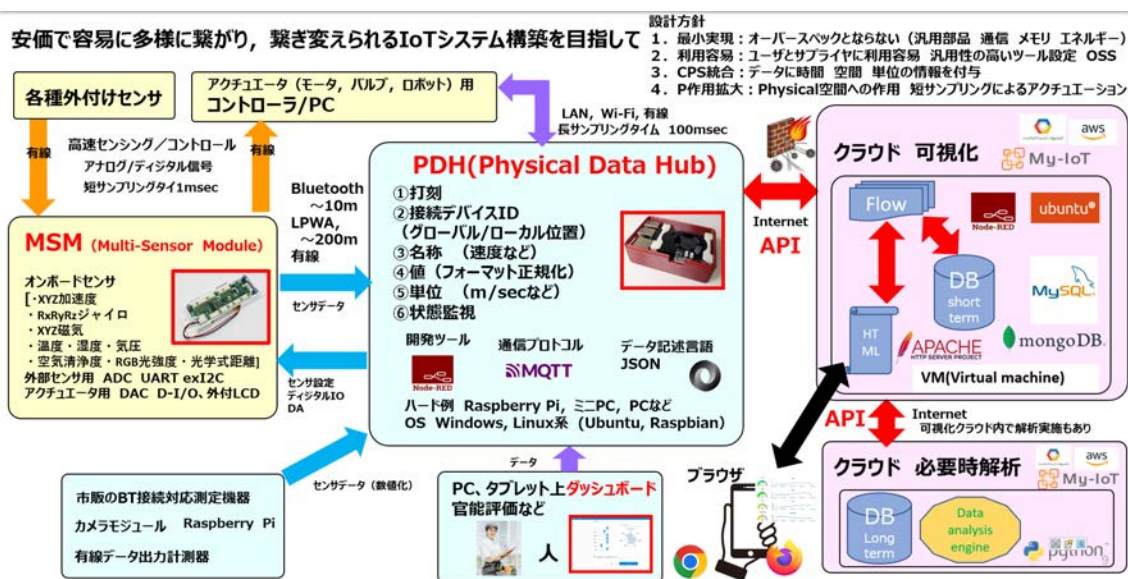 安価で容易に多様に繋がり，繋ぎ変えられるIoTシステム構築を目指して
設計方針
1．最小実現：オーバースペックとならない（汎用部品 通信 メモリ エネルギー）
2．利用容易：ユーザとサプライヤに利用容易 汎用性の高いツール設定 OSS
3．CPS統合：データに時間 空間 単位の情報を付与
4．P作用拡大：Physical空間への作用 短サンプリングによるアクチュエーション
各種外付けセンサ
アクチュエータ（モータ，バルブ，ロボット）用
コントローラ/PC
有線
高速センシング／コントロール
アナログ/ディジタル信号
短サンプリングタイ1msec
有線
LAN，Wi-Fi, 有線
長サンプリングタイム 100msec
MSM（Multi-Sensor Module）
オンボードセンサ
[・XYZ加速度
・RxRyRzジャイロ
・XYZ磁気
・温度・湿度・気圧
・空気清浄度・RGB光強度・光学式距離]
外部センサ用 ADC UART exI2C
アクチュエータ用 DAC D-I/O、外付LCD
Bluetooth
～10m
LPWA,
～200m
有線
センサデータ
センサ設定
ディジタルIO
DA
PDH(Physical Data Hub)
①打刻
②接続デバイスID
（グローバル/ローカル位置）
③名称 （速度など）
④値（フォーマット正規化）
⑤単位 （m/secなど）
⑥状態監視
開発ツール
Node-RED
通信プロトコル
MQTT
データ記述言語
JSON
ハード例 Raspberry Pi，ミニPC，PCなど
OS Windows, Linux系（Ubuntu, Raspbian）
Internet
API
クラウド 可視化
aws
My-IoT
Flow
Node-RED
ubuntu
DB
short
term
MySQL
HT
ML
APACHE
HTTP SERVER PROJECT
mongoDB
VM(Virtual machine)
API
Internet
可視化クラウド内で解析実施もあり
クラウド 必要時解析
aws
My-IoT
DB
Long
term
Data
analysis
engine
python
9
市販のBT接続対応測定機器
カメラモジュール Raspberry Pi
有線データ出力計測器
センサデータ（数値化）
データ
PC、タブレット上ダッシュボード
官能評価など
人
ブラウザ